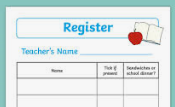 Register
Teacher's Name
Name
Tick if present
Sandwiches or school dinner?